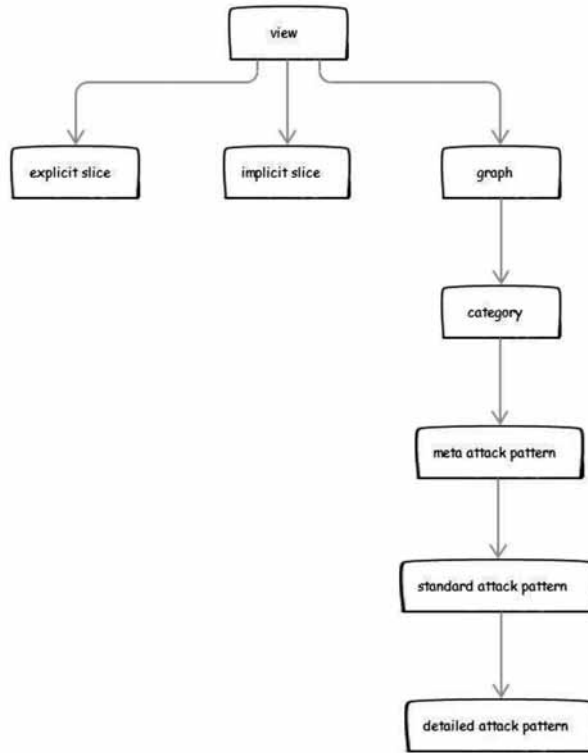 view
explicit slice
implicit slice
graph
category
meta attack pattern
standard attack pattern
detailed attack pattern